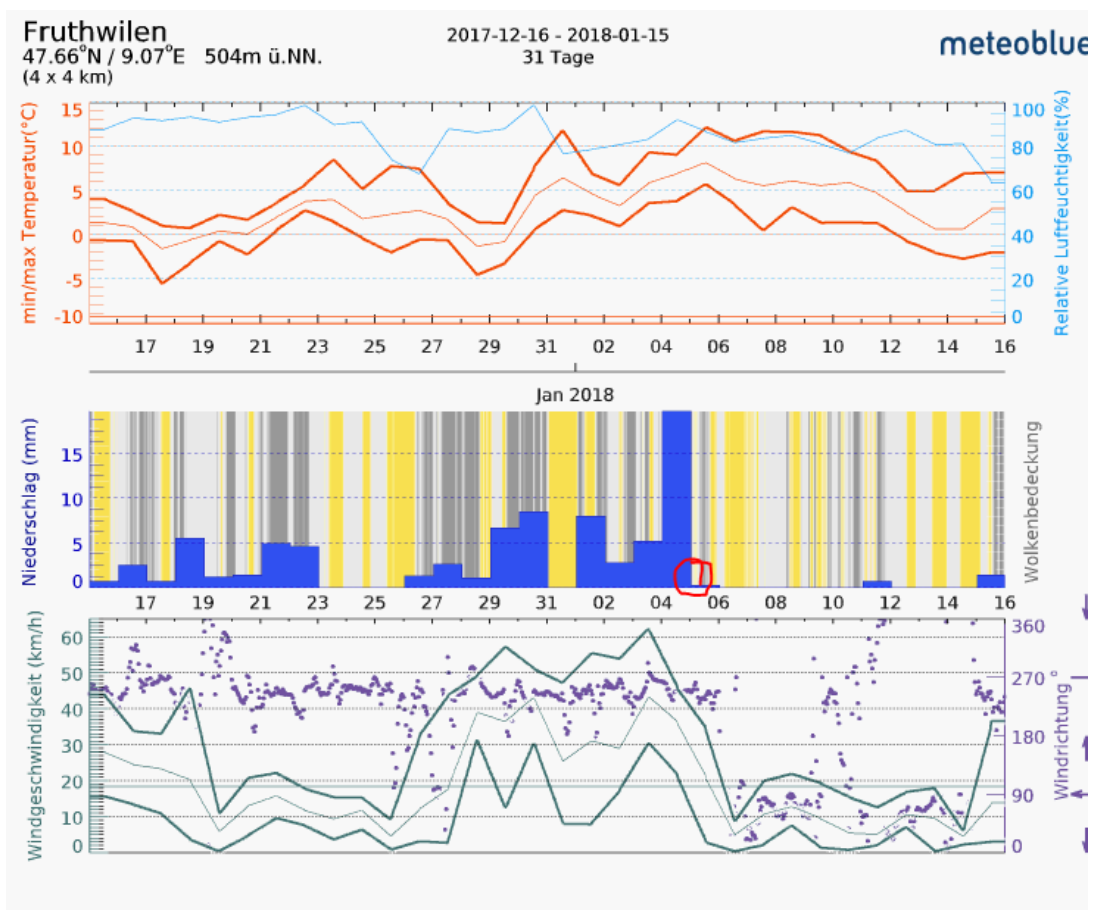 Fruthwilen
47.66°N / 9.07°E 504m ü.NN.
(4 x 4 km)
2017-12-16 - 2018-01-15
31 Tage
meteoblue
min/max Temperatur(°C)
15
10
5
0
-5
-10
100
80
60
40
20
0
Relative Luftfeuchtigkeit(%)
17 19 21 23 25 27 29 31 02 04 06 08 10 12 14 16
Jan 2018
Niederschlag (mm)
15
10
5
0
Wolkenbedeckung
17 19 21 23 25 27 29 31 02 04 06 08 10 12 14 16
Windgeschwindigkeit (km/h)
60
50
40
30
20
10
0
360
270
180
90
0
Windrichtung °